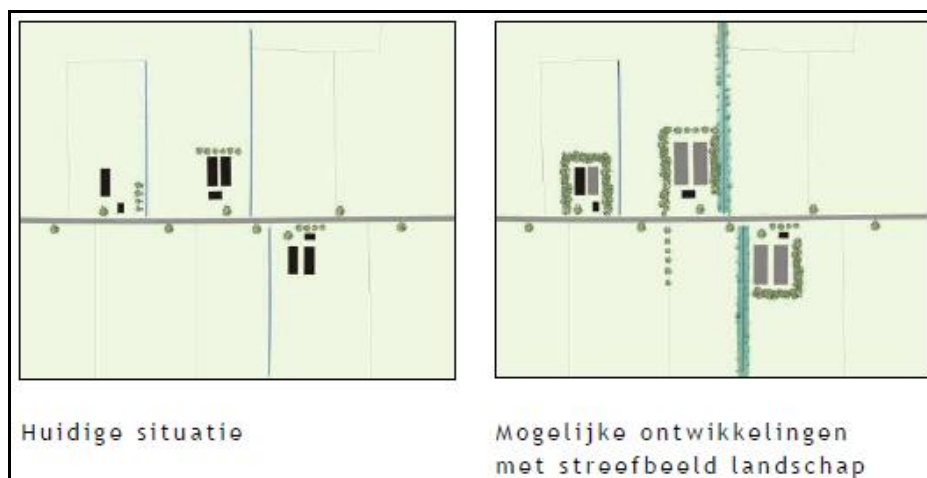 Huidige situatie
Mogelijke ontwikkelingen
met streefbeeld landschap